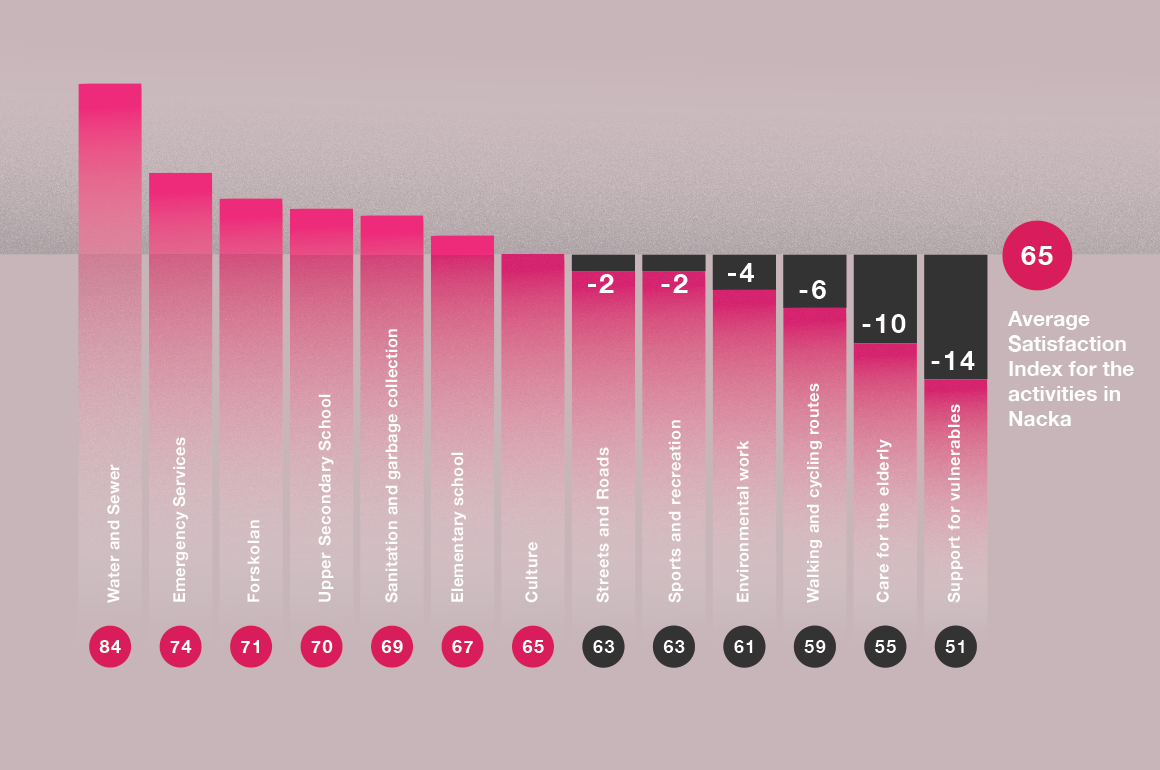 -2
-2
-4
-6
-10
-14
65
Average
Satisfaction
Index for the
activities in
Nacka
Water and Sewer
Emergency Services
Forskolan
Upper Secondary School
Sanitation and garbage collection
Elementary school
Culture
Streets and Roads
Sports and recreation
Environmental work
Walking and cycling routes
Care for the elderly
Support for vulnerables
84
74
71
70
69
67
65
63
63
61
59
55
51